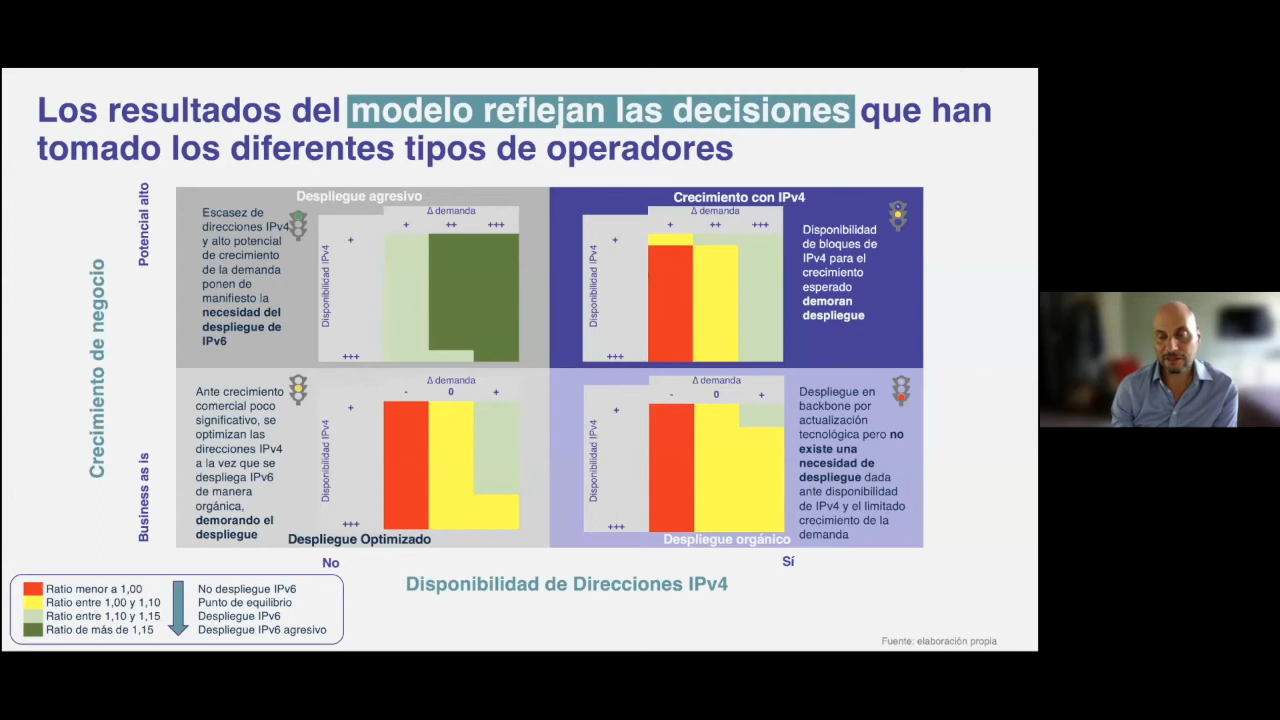 Los resultados del modelo reflejan las decisiones que han
tomado los diferentes tipos de operadores
Crecimiento de negocio
Potencial alto
Business as is
Despliegue agresivo
Escasez de
direcciones IPv4
y alto potencial
de crecimiento
de la demanda
ponen de
manifiesto la
necesidad del
despliegue de
IPv6
Δ demanda
+ ++ +++
Disponibilidad IPv4
+
+++
Crecimiento con IPv4
Δ demanda
+ ++ +++
Disponibilidad IPv4
+
+++
Disponibilidad
de bloques de
IPv4 para el
crecimiento
esperado
demoran
despliegue
Ante crecimiento
comercial poco
significativo, se
optimizan las
direcciones IPv4
a la vez que se
despliega IPv6
de manera
orgánica,
demorando el
despliegue
Δ demanda
- 0 +
Disponibilidad IPv4
+
+++
Despliegue Optimizado
Δ demanda
- 0 +
Disponibilidad IPv4
+
+++
Despliegue orgánico
Despliegue en
backbone por
actualización
tecnológica pero no
existe una
necesidad de
despliegue dada
ante disponibilidad
de IPv4 y el limitado
crecimiento de la
demanda
No
Sí
Disponibilidad de Direcciones IPv4
Ratio menor a 1,00 No despliegue IPv6
Ratio entre 1,00 y 1,10 Punto de equilibrio
Ratio entre 1,10 y 1,15 Despliegue IPv6
Ratio de más de 1,15 Despliegue IPv6 agresivo
Fuente: elaboración propia